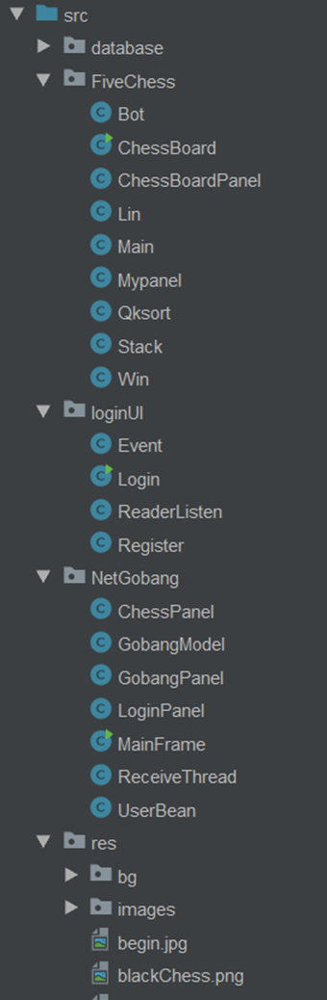 src
database
FiveChess
Bot
ChessBoard
ChessBoardPanel
Lin
Main
Mypanel
Qksort
Stack
Win
loginUI
Event
Login
ReaderListen
Register
NetGobang
ChessPanel
GobangModel
GobangPanel
LoginPanel
MainFrame
ReceiveThread
UserBean
res
bg
images
begin.jpg
blackChess.png